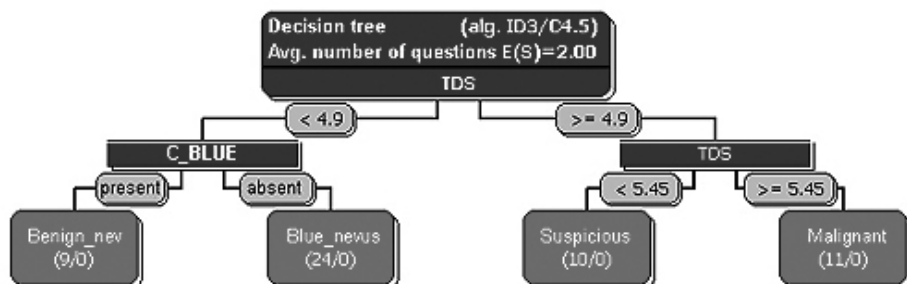 Decision tree (alg. ID3/C4.5)
Avg. number of questions E(S)=2.00
TDS
< 4.9
>= 4.9
C_BLUE
TDS
present
absent
< 5.45
>= 5.45
Benign_nev
(9/0)
Blue_nevus
(24/0)
Suspicious
(10/0)
Malignant
(11/0)